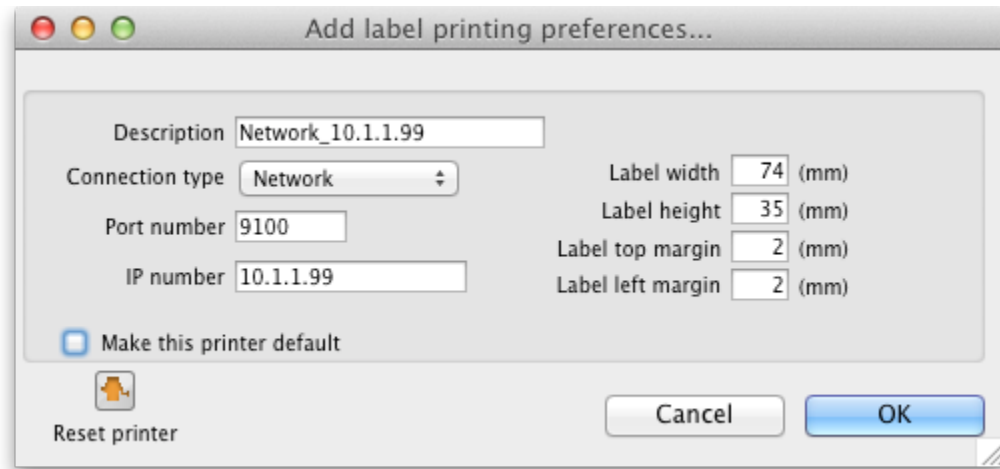 Add label printing preferences...
Description Network_10.1.1.99
Connection type Network
Port number 9100
IP number 10.1.1.99
Label width 74 (mm)
Label height 35 (mm)
Label top margin 2 (mm)
Label left margin 2 (mm)
Make this printer default
Reset printer
Cancel OK